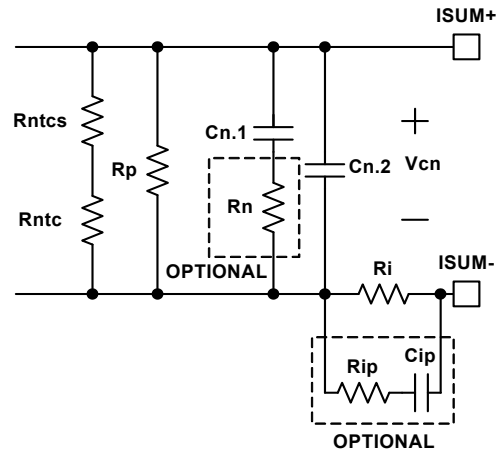 ISUM+
Rntcs
Cn.1
+
Rp
Vcn
Cn.2
Rntc
Rn
−
OPTIONAL
Ri
ISUM-
Rip
Cip
OPTIONAL